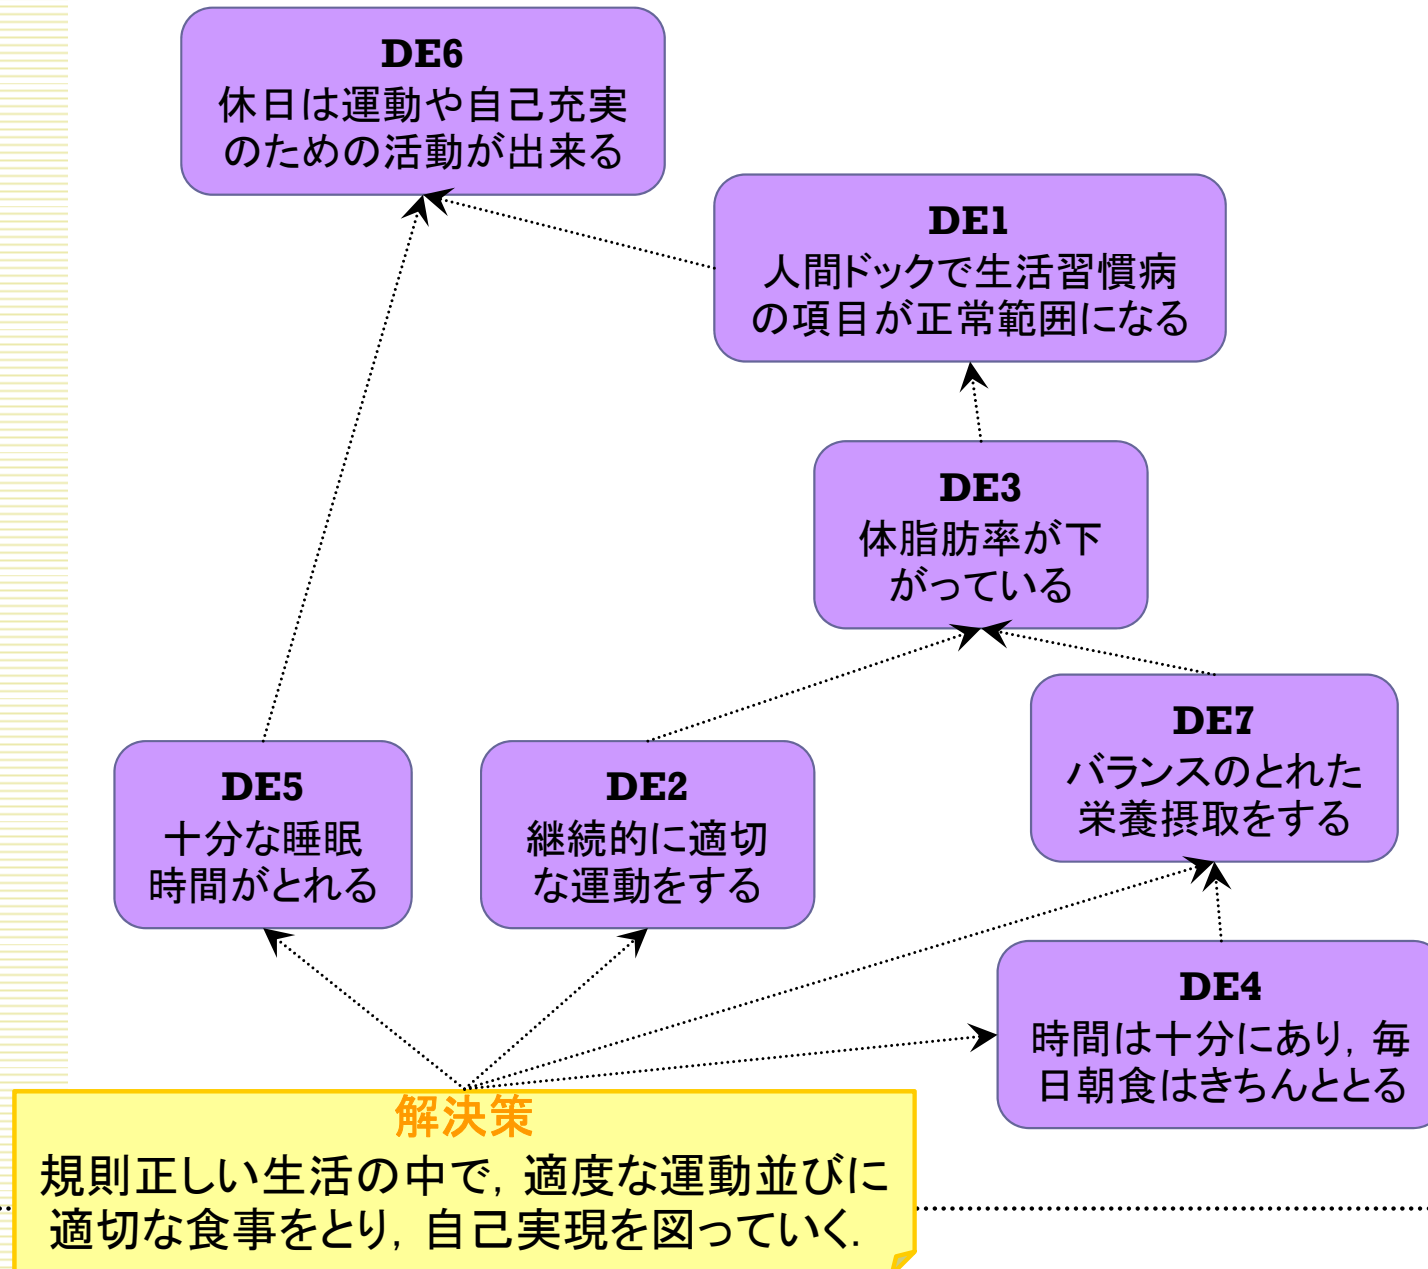 DE6
休日は運動や自己充実
のための活動が出来る
DE1
人間ドックで生活習慣病
の項目が正常範囲になる
DE3
体脂肪率が下
がっている
DE7
バランスのとれた
栄養摂取をする
DE5
十分な睡眠
時間がとれる
DE2
継続的に適切
な運動をする
DE4
時間は十分にあり，毎
日朝食はきちんととる
解決策
規則正しい生活の中で，適度な運動並びに
適切な食事をとり，自己実現を図っていく．